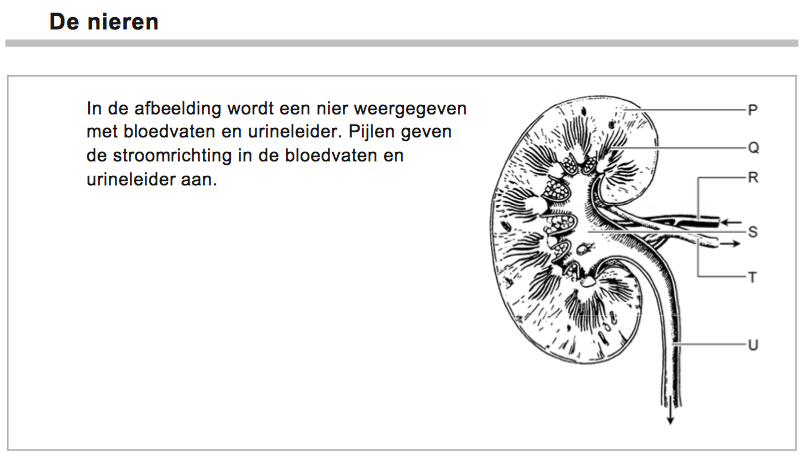 De nieren
In de afbeelding wordt een nier weergegeven
met bloedvaten en urineleider. Pijlen geven
de stroomrichting in de bloedvaten en
urineleider aan.
P
Q
R
S
T
U